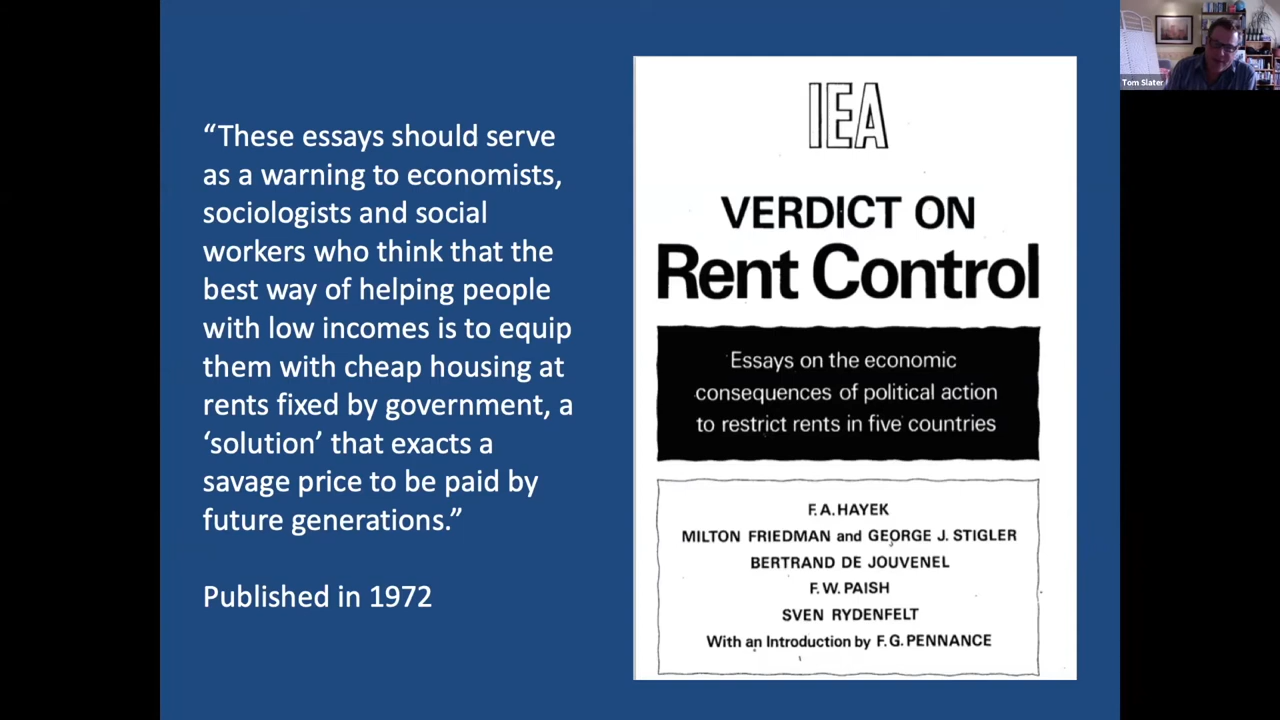 “These essays should serve
as a warning to economists,
sociologists and social
workers who think that the
best way of helping people
with low incomes is to equip
them with cheap housing at
rents fixed by government, a
‘solution’ that exacts a
savage price to be paid by
future generations.”
Published in 1972
IEA
VERDICT ON
Rent Control
Essays on the economic
consequences of political action
to restrict rents in five countries
F. A. HAYEK
MILTON FRIEDMAN and GEORGE J. STIGLER
BERTRAND DE JOUVENEL
F. W. PAISH
SVEN RYDENFELT
With an Introduction by F. G. PENNANCE
Tom Slater